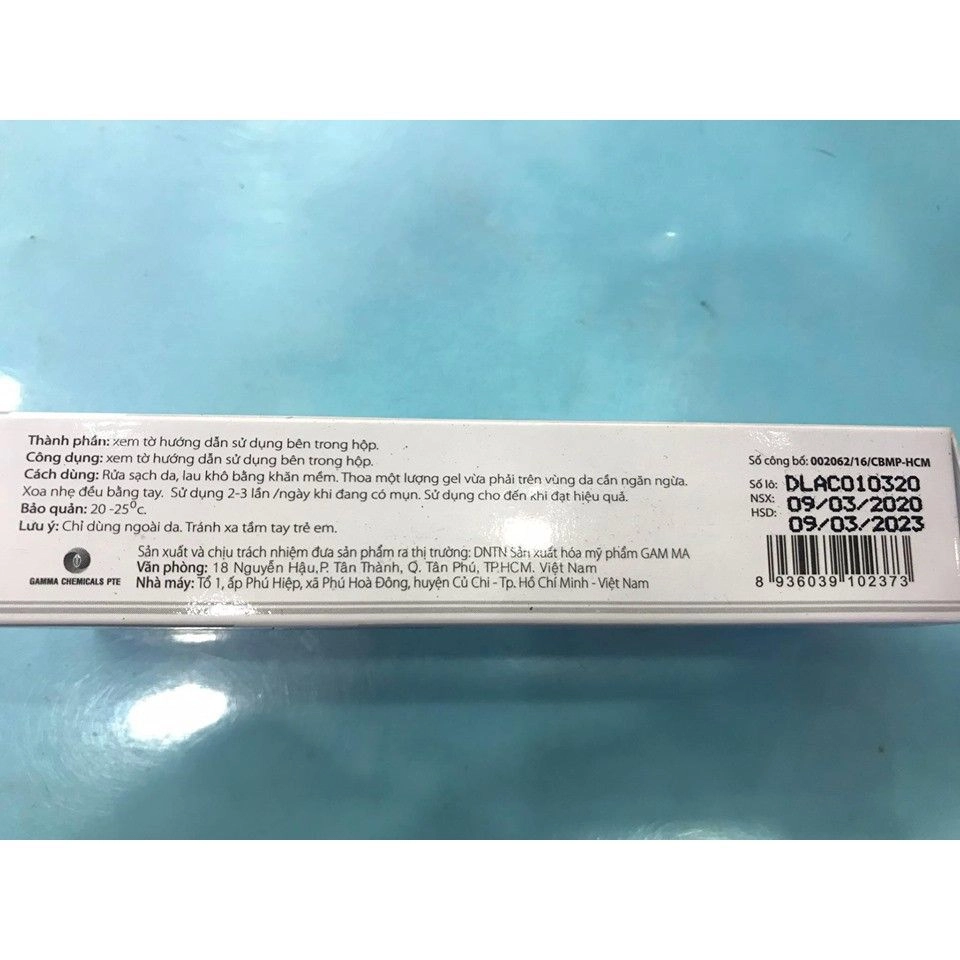 Thành phần: xem tờ hướng dẫn sử dụng bên trong hộp.
Công dụng: xem tờ hướng dẫn sử dụng bên trong hộp.
Cách dùng: Rửa sạch da, lau khô bằng khăn mềm. Thoa một lượng gel vừa phải trên vùng da cần ngăn ngừa.
Xoa nhẹ đều bằng tay. Sử dụng 2-3 lần /ngày khi đang có mụn. Sử dụng cho đến khi đạt hiệu quả.
Bảo quản: 20 -25⁰c.
Lưu ý: Chỉ dùng ngoài da. Tránh xa tầm tay trẻ em.
GAMMA CHEMICALS PTE
Sản xuất và chịu trách nhiệm đưa sản phẩm ra thị trường: DNTN Sản xuất hóa mỹ phẩm GAM MA
Văn phòng: 18 Nguyễn Hậu,P. Tân Thành, Q. Tân Phú, TP.HCM. Việt Nam
Nhà máy: Tổ 1, ấp Phú Hiệp, xã Phú Hoà Đông, huyện Củ Chi - Tp. Hồ Chí Minh - Việt Nam
Số công bố: 002062/16/CBMP-HCM
Số lô: DLAC010320
NSX: 09/03/2020
HSD: 09/03/2023
8 936039 102373